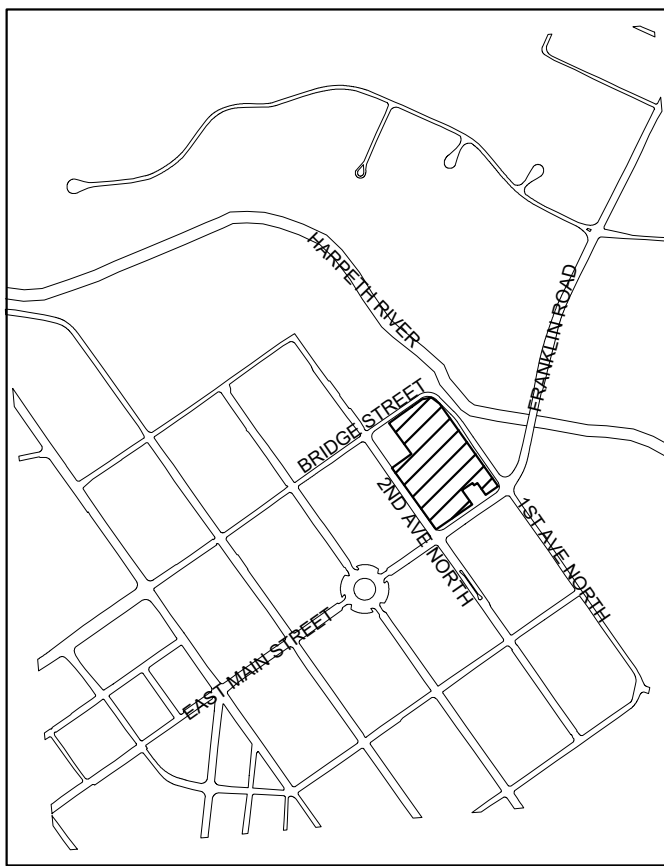 HARPETH RIVER
FRANKLIN ROAD
BRIDGE STREET
2ND AVE NORTH
1ST AVE NORTH
EAST MAIN STREET